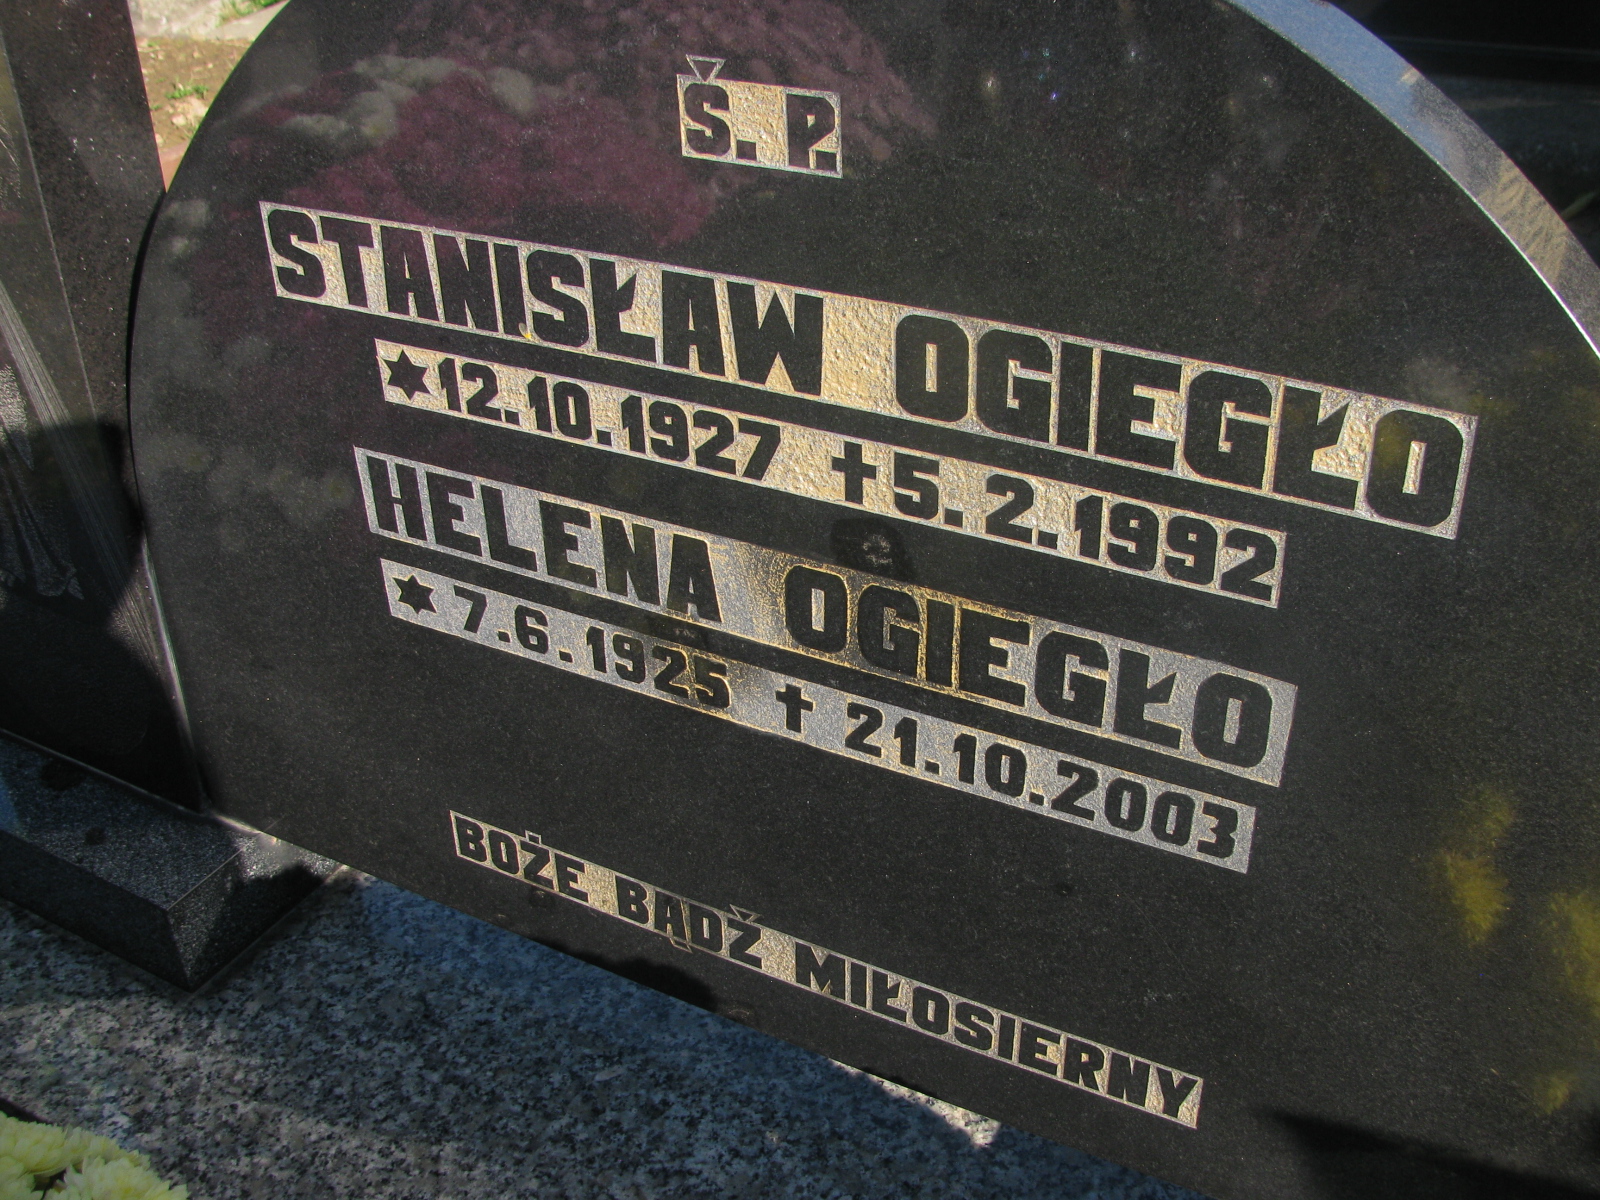 Ś. P.
STANISŁAW OGIEGŁO
✶12.10.1927 ✝5.2.1992
HELENA OGIEGŁO
✶7.6.1925 ✝21.10.2003
BOŻE BĄDŹ MIŁOSIERNY